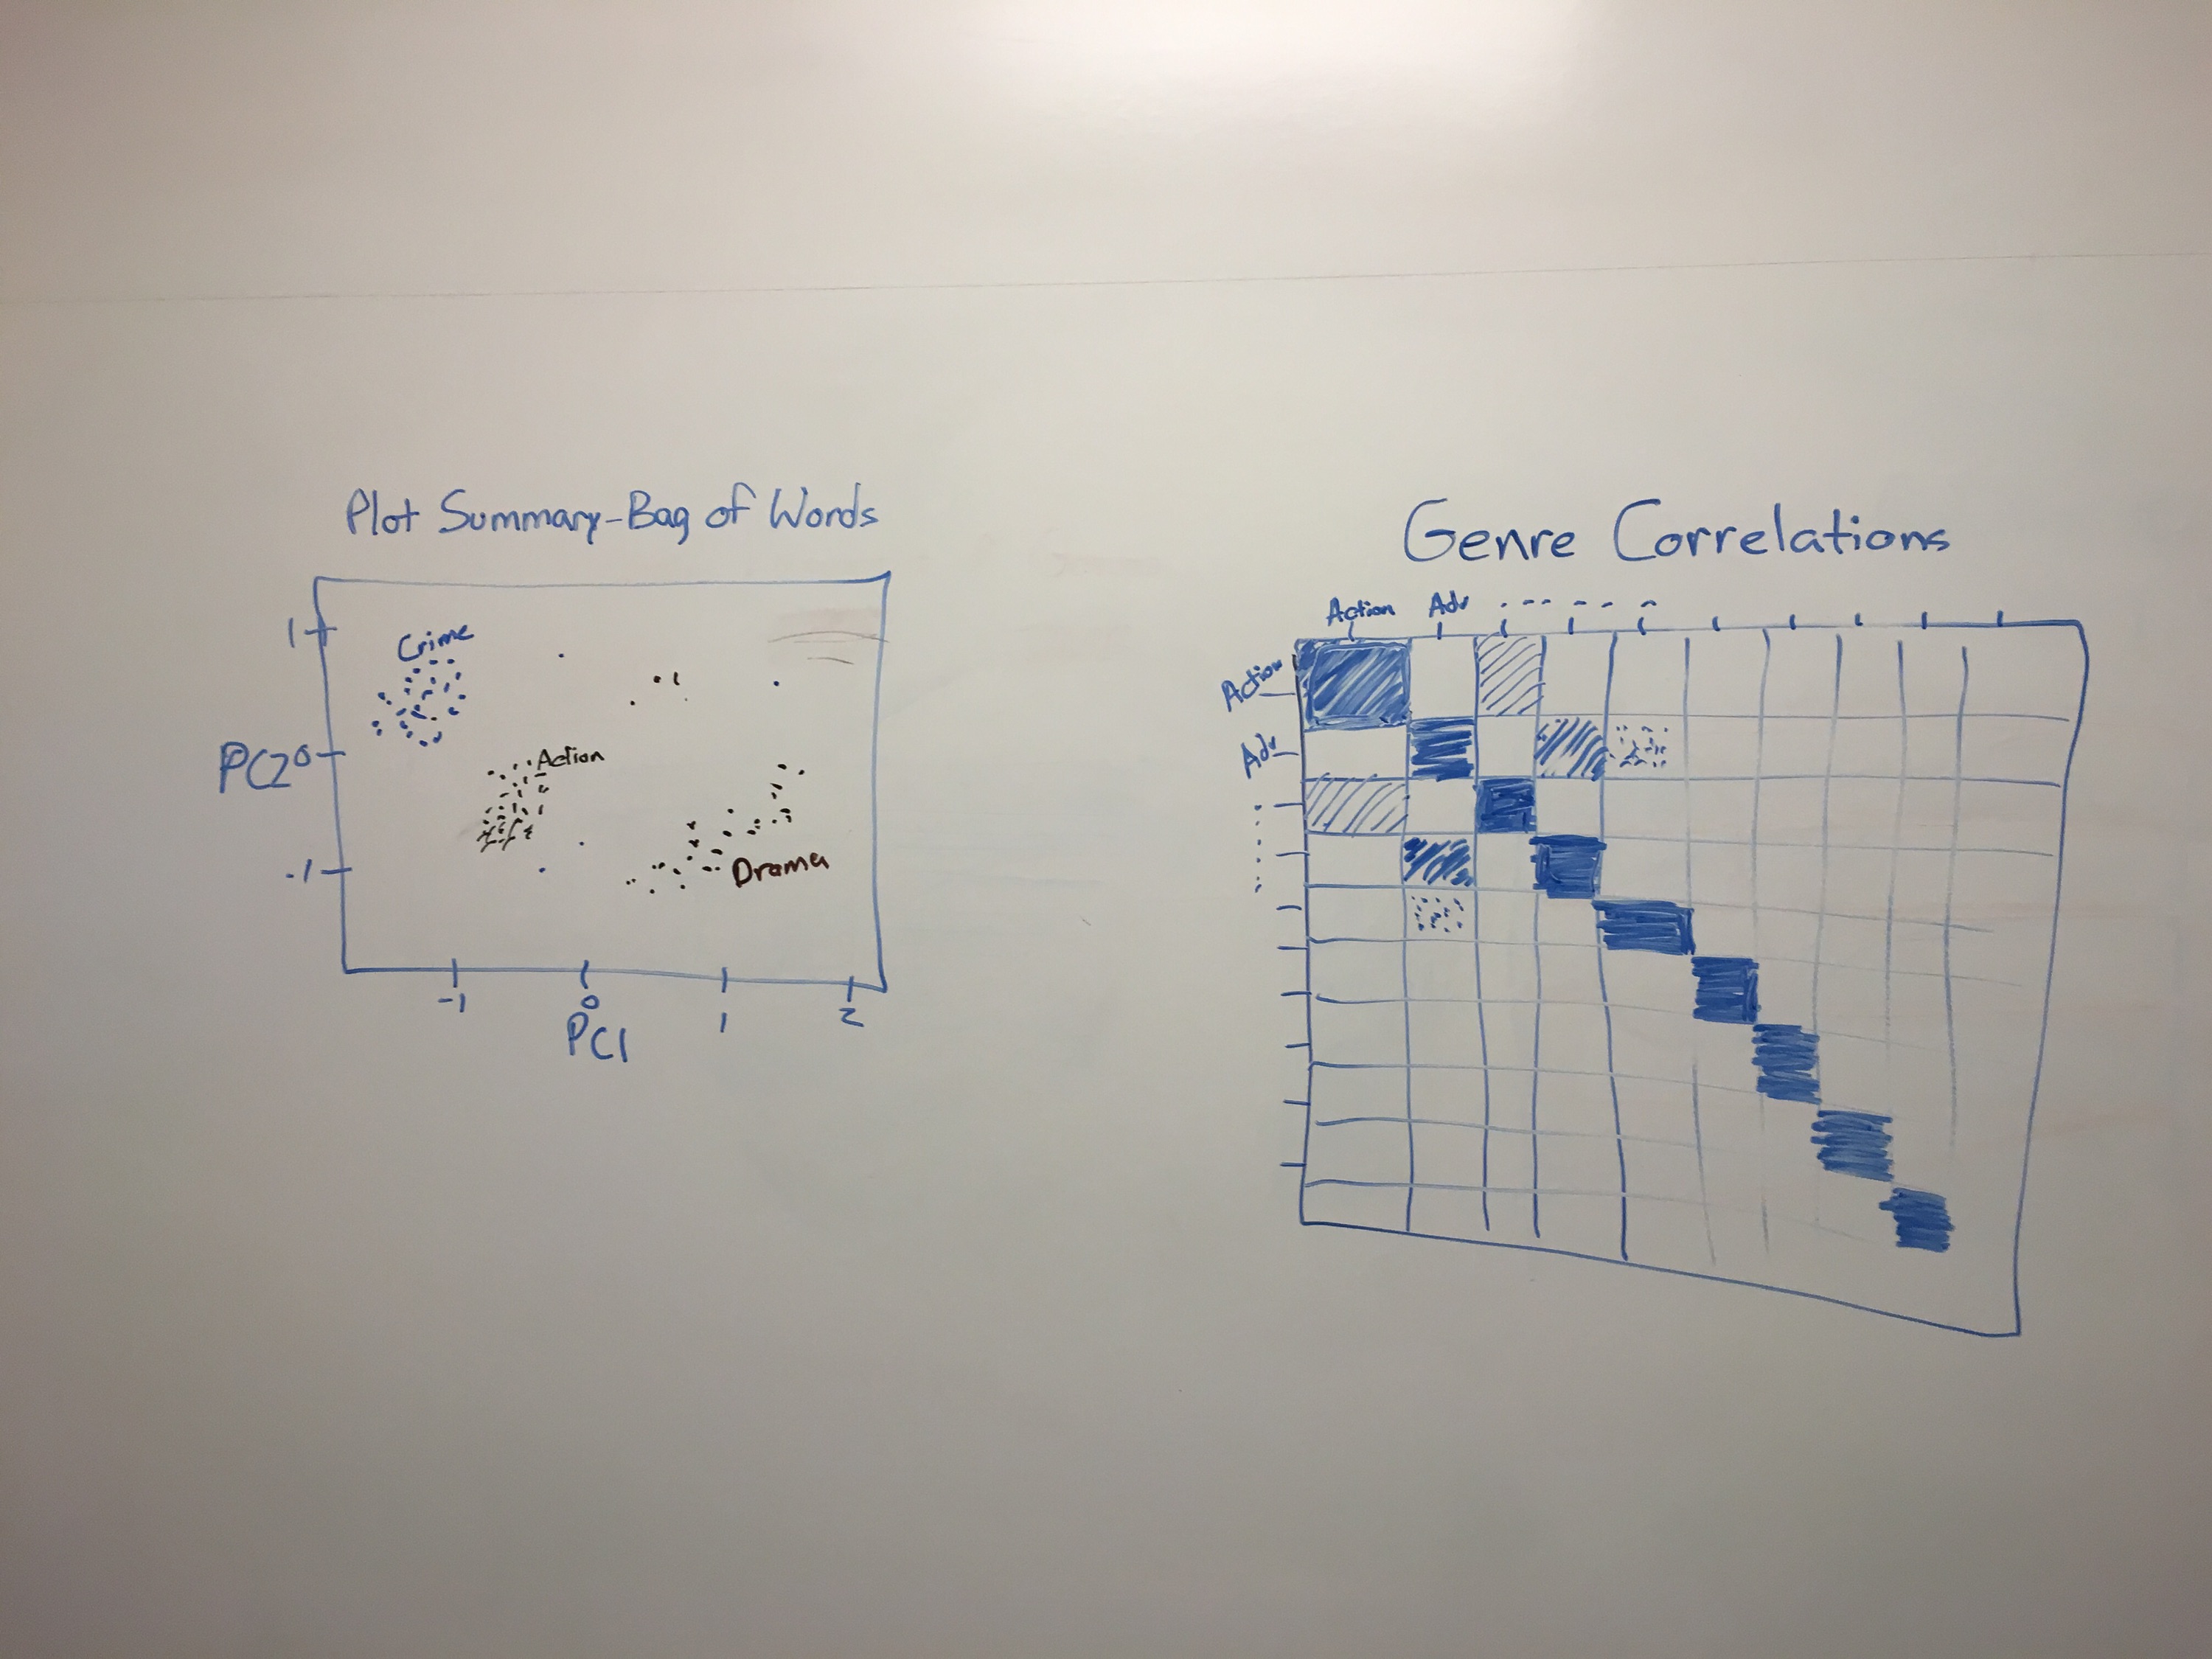 Plot Summary-Bag of Words
1
Crime
PC2 0
Action
-1
Drama
-1 0 1 2
PC1
Genre Correlations
Action Adv - - - - - -
Action
Adv